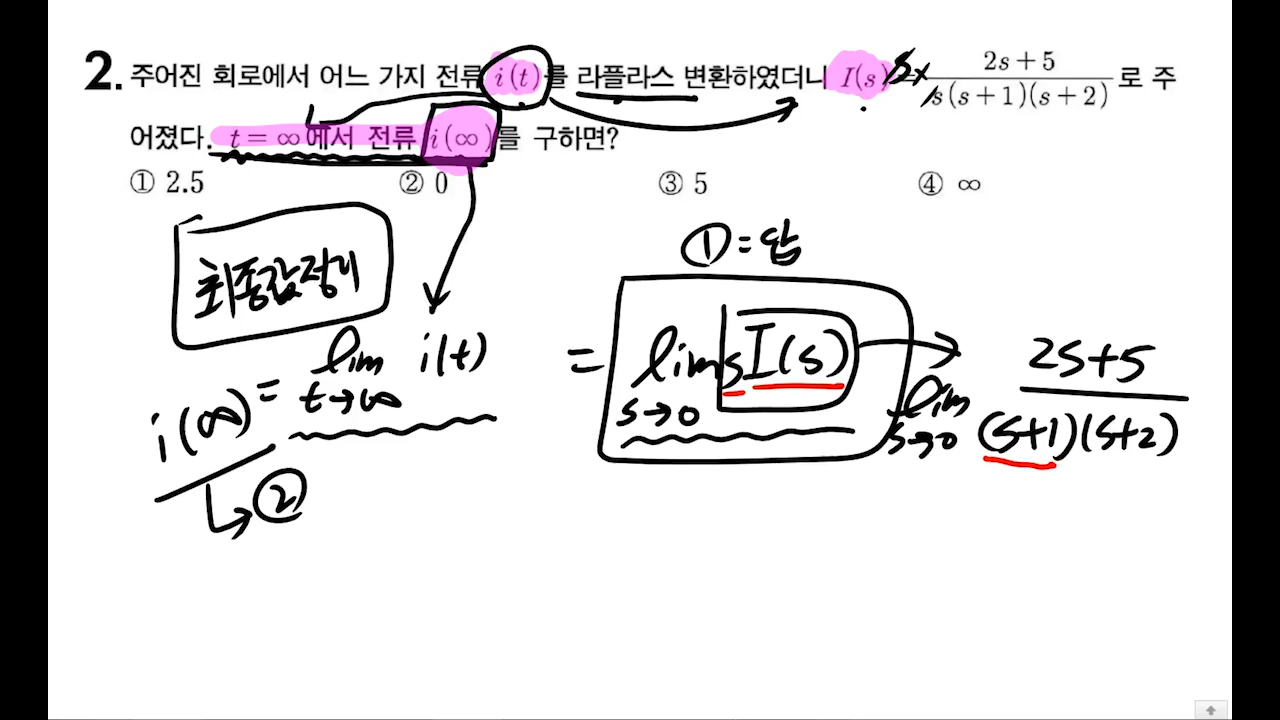 2. 주어진 회로에서 어느 가지 전류 i(t)를 라플라스 변환하였더니 I(s) s× \frac{2s+5}{s(s+1)(s+2)}로 주
어졌다. t=∞에서 전류 i(∞)를 구하면?
① 2.5 ② 0 ③ 5 ④ ∞
① = 답
최종값정리
i(∞) = lim t→∞ i(t) = lim s→0 sI(s) → lim s→0 \frac{2s+5}{(s+1)(s+2)}
②